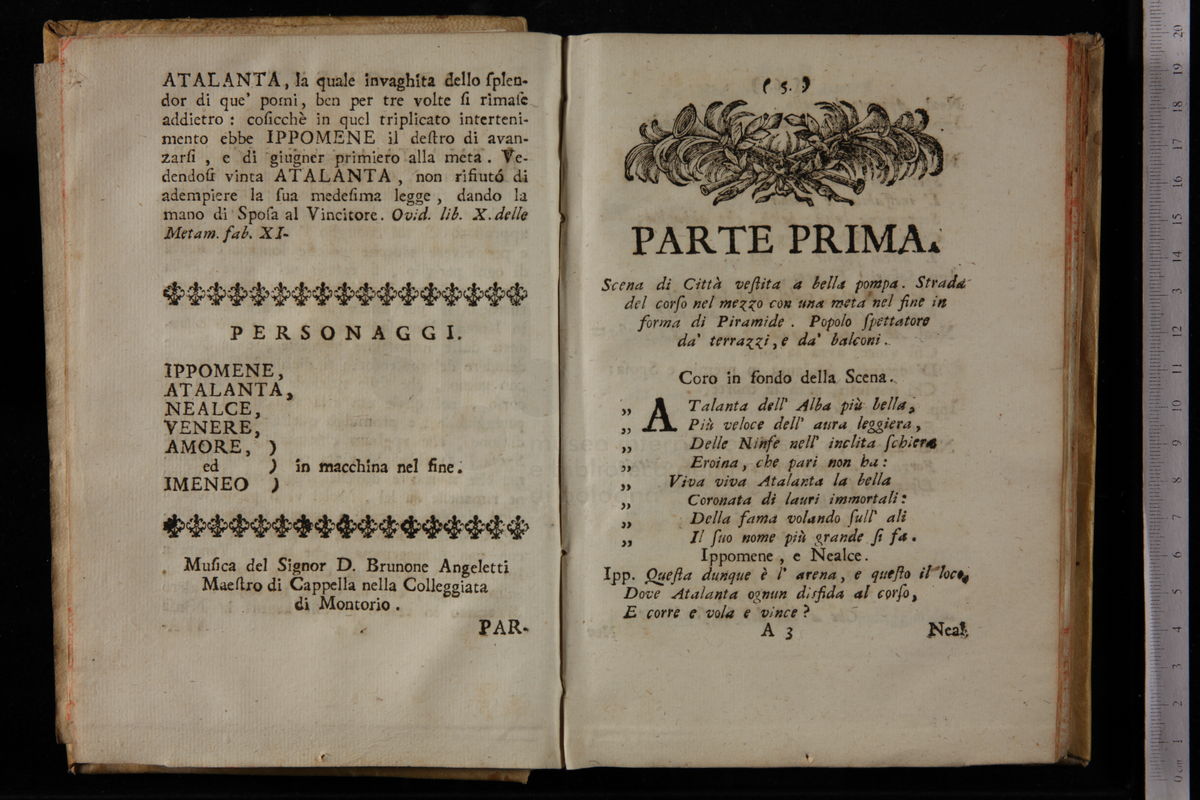 ATALANTA, la quale invaghita dello ſplen-
dor di que' pomi, ben per tre volte ſi rimaſe
addietro : coſicchè in quel triplicato interteni-
mento ebbe IPPOMENE il deſtro di avan-
zarſi , e di giugner primiero alla meta . Ve-
dendoſi vinta ATALANTA , non rifiutó di
adempiere la ſua medeſima legge , dando la
mano di Spoſa al Vincitore. Ovid. lib. X. delle
Metam. fab. XI-
PERSONAGGI.
IPPOMENE,
ATALANTA,
NEALCE,
VENERE,
AMORE, )
ed ) in macchina nel fine.
IMENEO )
Muſica del Signor D. Brunone Angeletti
Maeſtro di Cappella nella Colleggiata
di Montorio .
PAR-
( 5. )
PARTE PRIMA.
Scena di Città veſtita a bella pompa. Strada
del corſo nel mezzo con una meta nel fine in
forma di Piramide . Popolo ſpettatore
da' terrazzi, e da' balconi.
Coro in fondo della Scena.
„ ATalanta dell' Alba più bella,
„ Più veloce dell' aura leggiera,
„ Delle Ninfe nell' inclita ſchiera
„ Eroina, che pari non ha:
„ Viva viva Atalanta la bella
„ Coronata di lauri immortali:
„ Della fama volando ſull' ali
„ Il ſuo nome più grande ſi fa.
Ippomene, e Nealce.
Ipp. Queſta dunque è l' arena, e queſto il loco,
Dove Atalanta ognun disfida al corſo,
E corre e vola e vince ?
A 3 Neal.